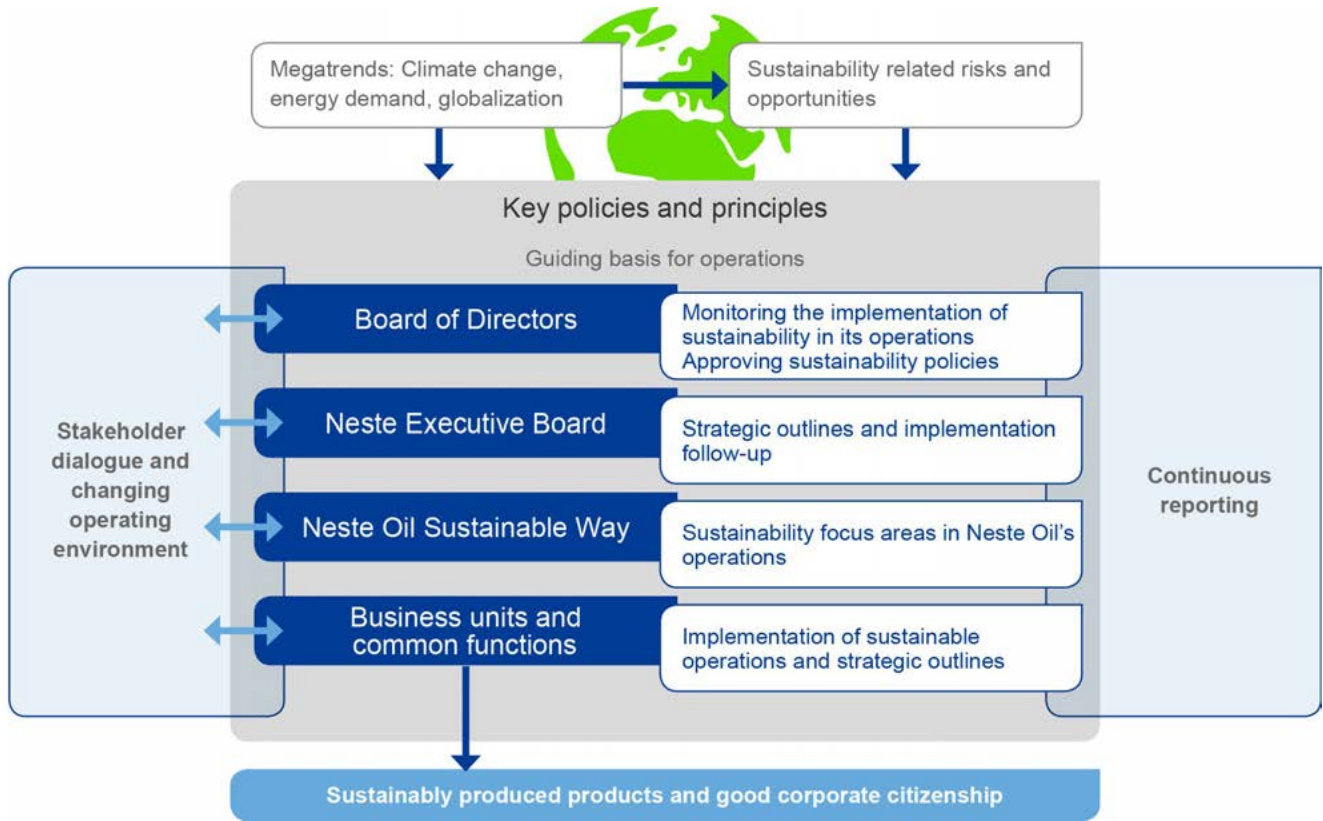 Megatrends: Climate change,
energy demand, globalization
Sustainability related risks and
opportunities
Key policies and principles
Guiding basis for operations
Stakeholder
dialogue and
changing
operating
environment
Board of Directors
Monitoring the implementation of
sustainability in its operations
Approving sustainability policies
Neste Executive Board
Strategic outlines and implementation
follow-up
Neste Oil Sustainable Way
Sustainability focus areas in Neste Oil's
operations
Business units and
common functions
Implementation of sustainable
operations and strategic outlines
Continuous
reporting
Sustainably produced products and good corporate citizenship